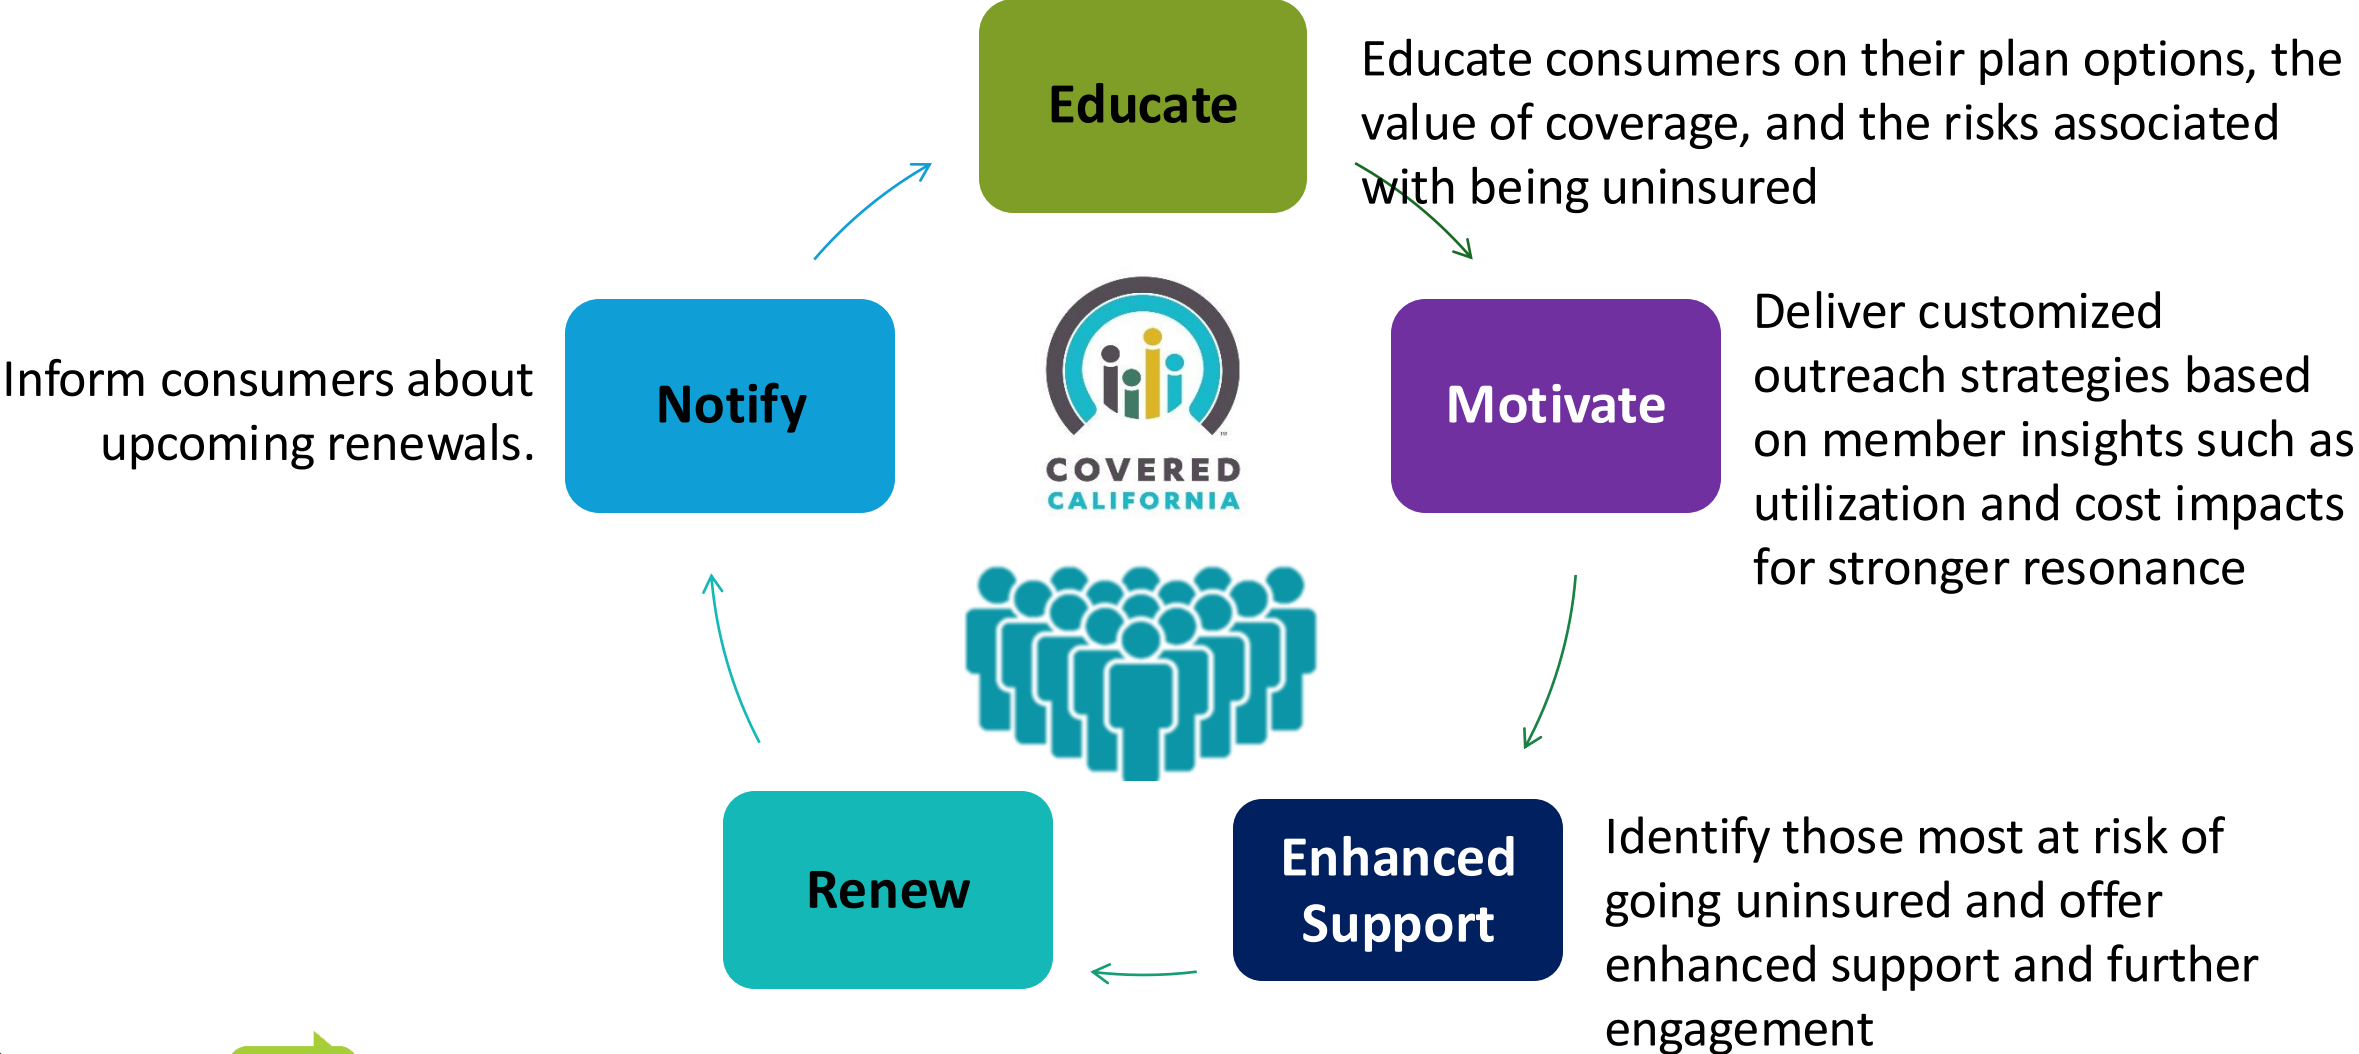 Educate
Educate consumers on their plan options, the
value of coverage, and the risks associated
with being uninsured
Motivate
Deliver customized
outreach strategies based
on member insights such as
utilization and cost impacts
for stronger resonance
Enhanced
Support
Identify those most at risk of
going uninsured and offer
enhanced support and further
engagement
Renew
Notify
Inform consumers about
upcoming renewals.
COVERED
CALIFORNIA